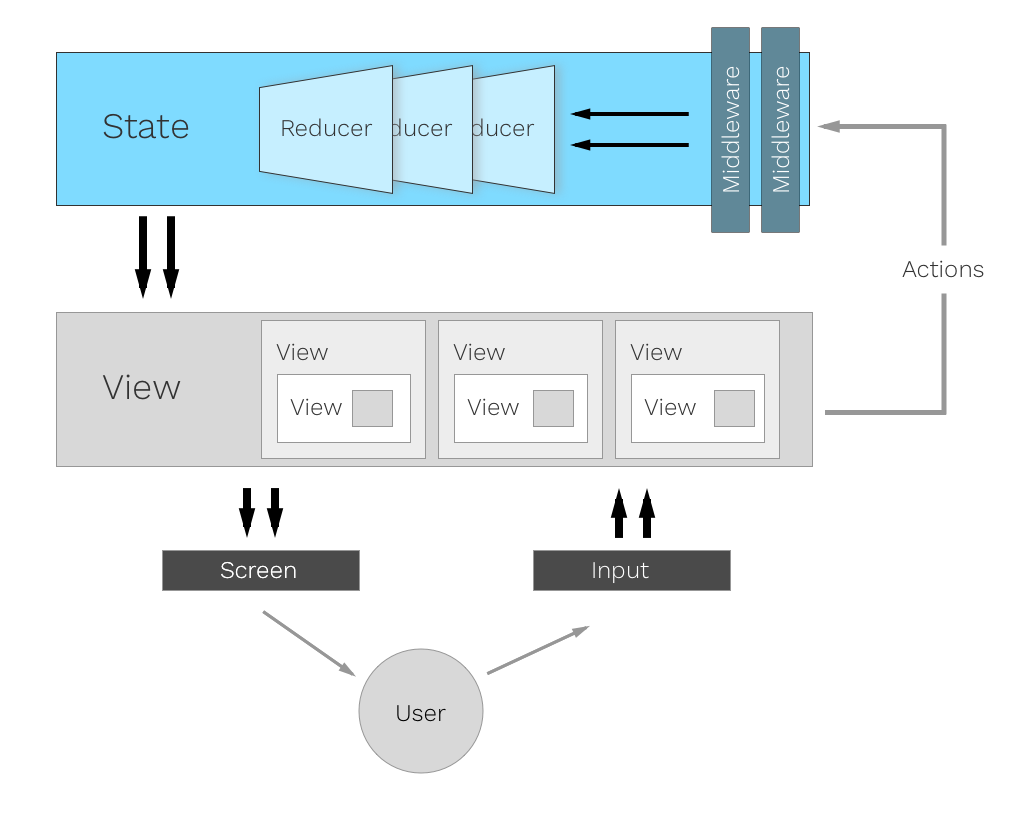 State
Reducer
ducer
ducer
Middleware
Middleware
Actions
View
View
View
View
View
View
View
Screen
Input
User